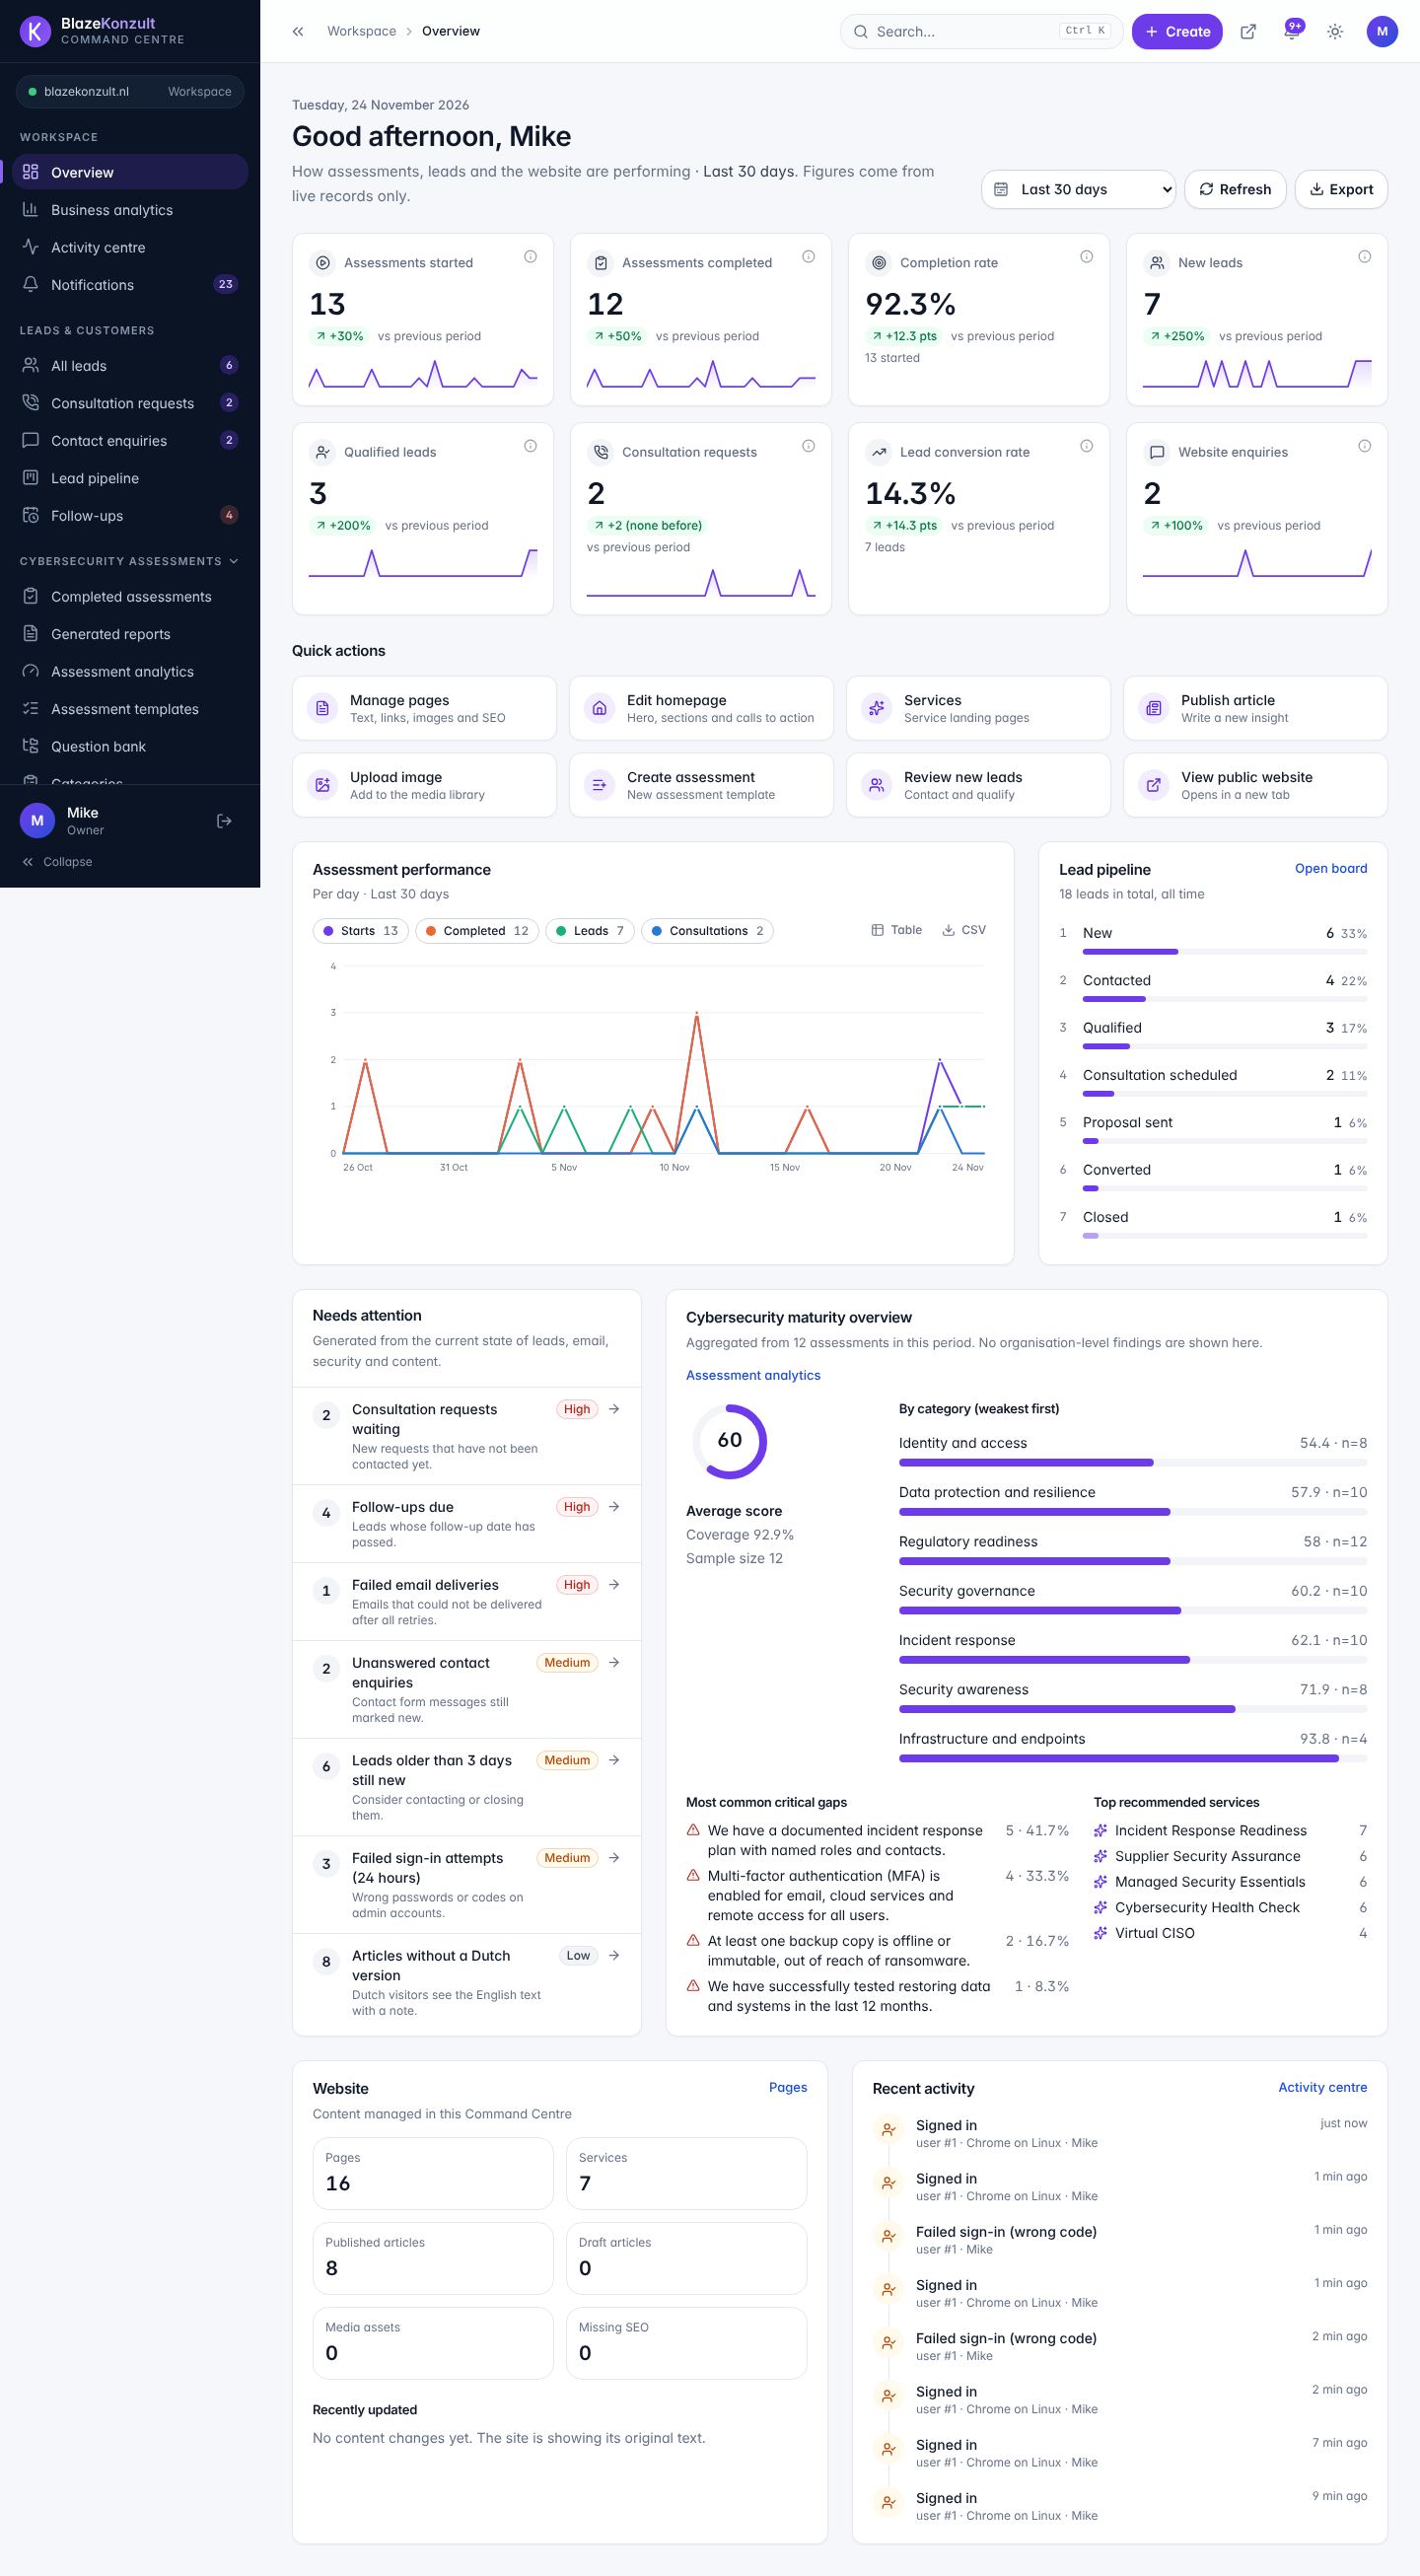 BlazeKonzult
COMMAND CENTRE
blazekonzult.nl Workspace
WORKSPACE
Overview
Business analytics
Activity centre
Notifications 23
LEADS & CUSTOMERS
All leads 6
Consultation requests 2
Contact enquiries 2
Lead pipeline
Follow-ups 4
CYBERSECURITY ASSESSMENTS
Completed assessments
Generated reports
Assessment analytics
Assessment templates
Question bank
Categories
M
Mike
Owner
Collapse
Workspace Overview
Search... Ctrl K
Create
9+
M
Tuesday, 24 November 2026
Good afternoon, Mike
How assessments, leads and the website are performing · Last 30 days. Figures come from
live records only.
Last 30 days Refresh Export
Assessments started
13
+30% vs previous period
Assessments completed
12
+50% vs previous period
Completion rate
92.3%
+12.3 pts vs previous period
13 started
New leads
7
+250% vs previous period
Qualified leads
3
+200% vs previous period
Consultation requests
2
+2 (none before)
vs previous period
Lead conversion rate
14.3%
+14.3 pts vs previous period
7 leads
Website enquiries
2
+100% vs previous period
Quick actions
Manage pages
Text, links, images and SEO
Edit homepage
Hero, sections and calls to action
Services
Service landing pages
Publish article
Write a new insight
Upload image
Add to the media library
Create assessment
New assessment template
Review new leads
Contact and qualify
View public website
Opens in a new tab
Assessment performance
Per day · Last 30 days
Starts 13 Completed 12 Leads 7 Consultations 2 Table CSV
4
3
2
1
0
26 Oct 31 Oct 5 Nov 10 Nov 15 Nov 20 Nov 24 Nov
Lead pipeline Open board
18 leads in total, all time
1 New 6 33%
2 Contacted 4 22%
3 Qualified 3 17%
4 Consultation scheduled 2 11%
5 Proposal sent 1 6%
6 Converted 1 6%
7 Closed 1 6%
Needs attention
Generated from the current state of leads, email,
security and content.
2 Consultation requests High
waiting
New requests that have not been
contacted yet.
4 Follow-ups due High
Leads whose follow-up date has
passed.
1 Failed email deliveries High
Emails that could not be delivered
after all retries.
2 Unanswered contact Medium
enquiries
Contact form messages still
marked new.
6 Leads older than 3 days Medium
still new
Consider contacting or closing
them.
3 Failed sign-in attempts Medium
(24 hours)
Wrong passwords or codes on
admin accounts.
8 Articles without a Dutch Low
version
Dutch visitors see the English text
with a note.
Cybersecurity maturity overview
Aggregated from 12 assessments in this period. No organisation-level findings are shown here.
Assessment analytics
60
Average score
Coverage 92.9%
Sample size 12
By category (weakest first)
Identity and access 54.4 · n=8
Data protection and resilience 57.9 · n=10
Regulatory readiness 58 · n=12
Security governance 60.2 · n=10
Incident response 62.1 · n=10
Security awareness 71.9 · n=8
Infrastructure and endpoints 93.8 · n=4
Most common critical gaps
We have a documented incident response 5 · 41.7%
plan with named roles and contacts.
Multi-factor authentication (MFA) is 4 · 33.3%
enabled for email, cloud services and
remote access for all users.
At least one backup copy is offline or 2 · 16.7%
immutable, out of reach of ransomware.
We have successfully tested restoring data 1 · 8.3%
and systems in the last 12 months.
Top recommended services
Incident Response Readiness 7
Supplier Security Assurance 6
Managed Security Essentials 6
Cybersecurity Health Check 6
Virtual CISO 4
Website Pages
Content managed in this Command Centre
Pages
16
Services
7
Published articles
8
Draft articles
0
Media assets
0
Missing SEO
0
Recently updated
No content changes yet. The site is showing its original text.
Recent activity Activity centre
Signed in just now
user #1 · Chrome on Linux · Mike
Signed in 1 min ago
user #1 · Chrome on Linux · Mike
Failed sign-in (wrong code) 1 min ago
user #1 · Mike
Signed in 1 min ago
user #1 · Chrome on Linux · Mike
Failed sign-in (wrong code) 2 min ago
user #1 · Mike
Signed in 2 min ago
user #1 · Chrome on Linux · Mike
Signed in 7 min ago
user #1 · Chrome on Linux · Mike
Signed in 9 min ago
user #1 · Chrome on Linux · Mike